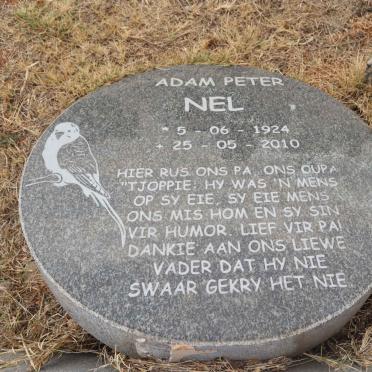 ADAM PETER
NEL
* 5 - 06 - 1924
+ 25 - 05 - 2010
HIER RUS ONS PA, ONS OUPA
"TJOPPIE; HY WAS 'N MENS
OP SY EIE, SY EIE MENS
ONS MIS HOM EN SY SIN
VIR HUMOR. LIEF VIR PA!
DANKIE AAN ONS LIEWE
VADER DAT HY NIE
SWAAR GEKRY HET NIE